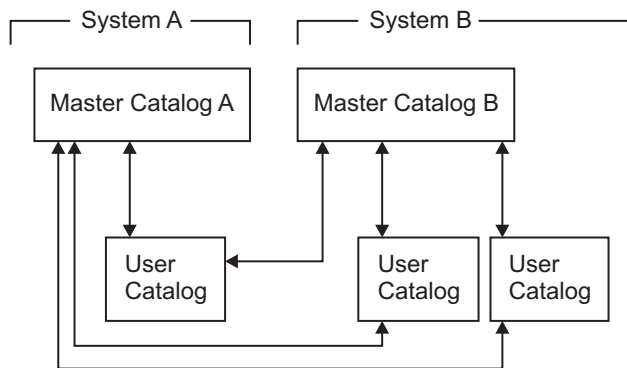 System A
System B
Master Catalog A
Master Catalog B
User
Catalog
User
Catalog
User
Catalog